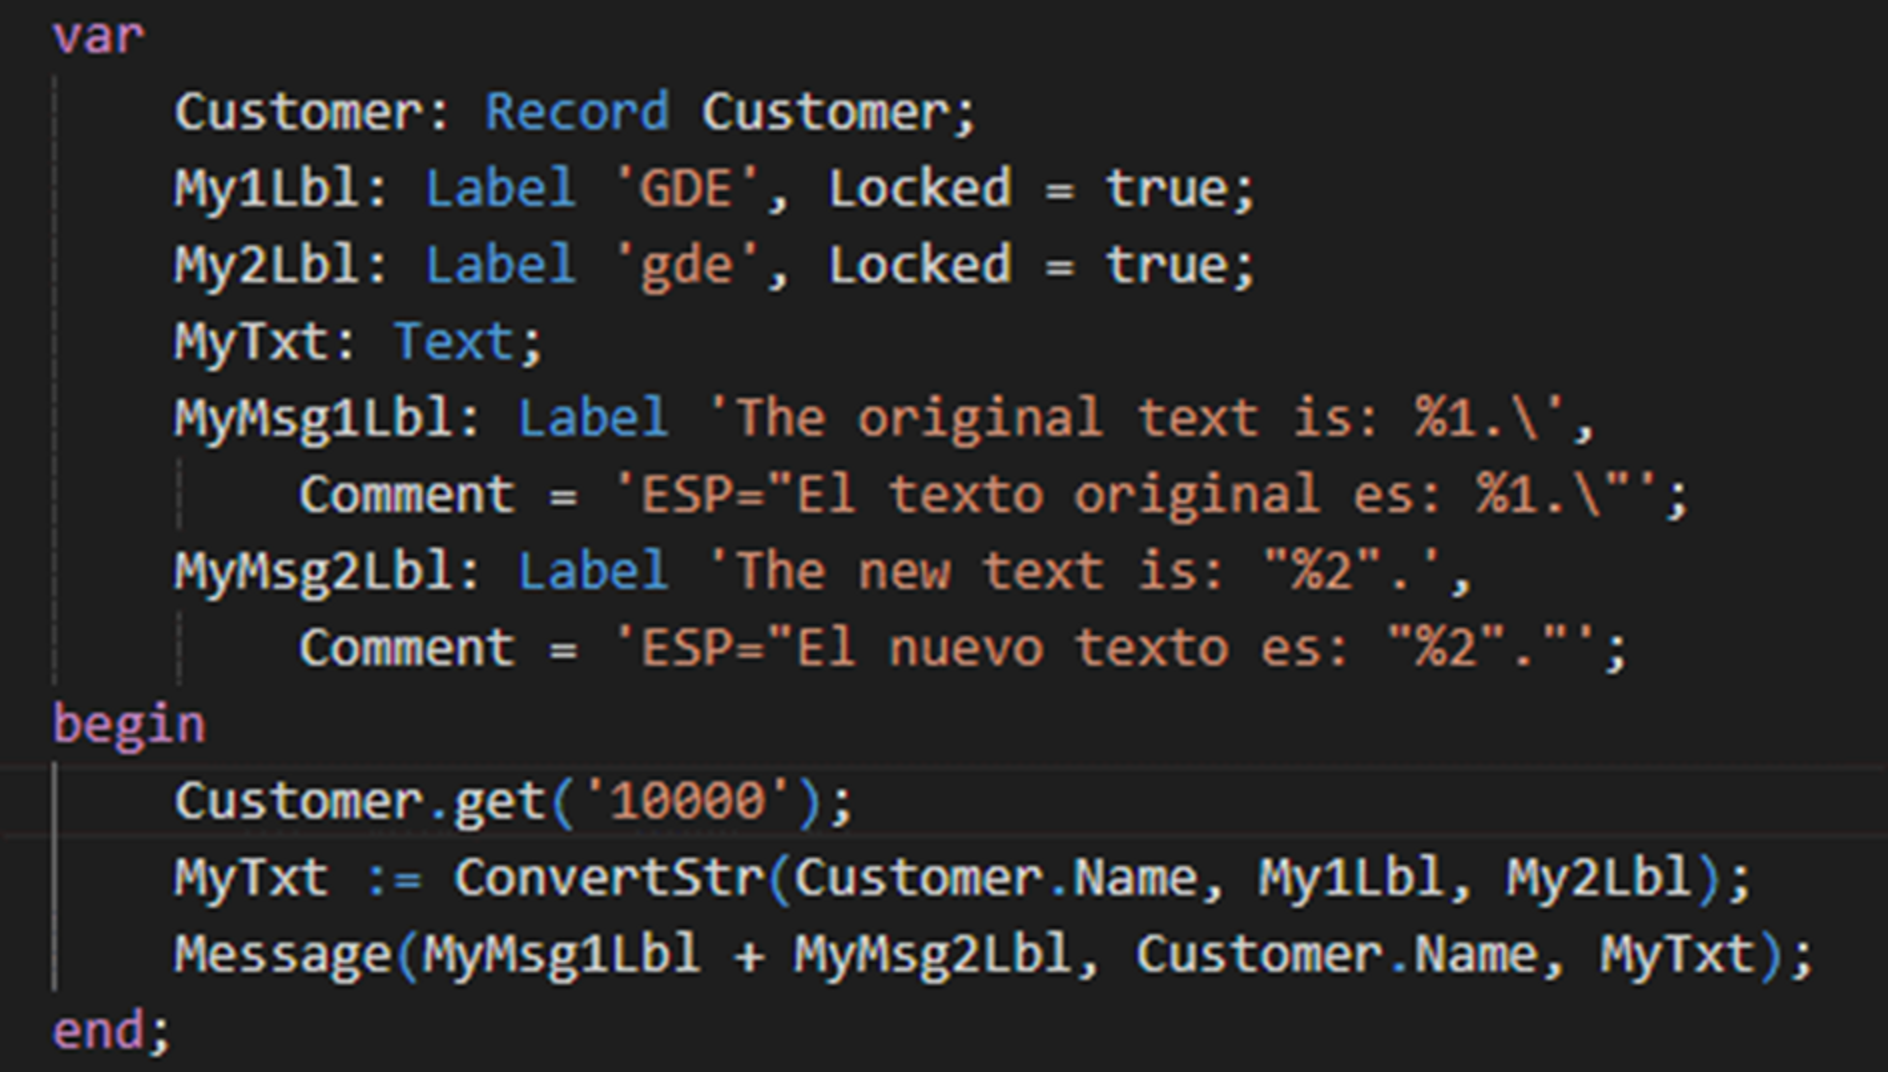 var
Customer: Record Customer;
My1Lbl: Label 'GDE', Locked = true;
My2Lbl: Label 'gde', Locked = true;
MyTxt: Text;
MyMsg1Lbl: Label 'The original text is: %1.\',
Comment = 'ESP="El texto original es: %1.\"';
MyMsg2Lbl: Label 'The new text is: "%2".',
Comment = 'ESP="El nuevo texto es: "%2"."';
begin
Customer.get('10000');
MyTxt := ConvertStr(Customer.Name, My1Lbl, My2Lbl);
Message(MyMsg1Lbl + MyMsg2Lbl, Customer.Name, MyTxt);
end;